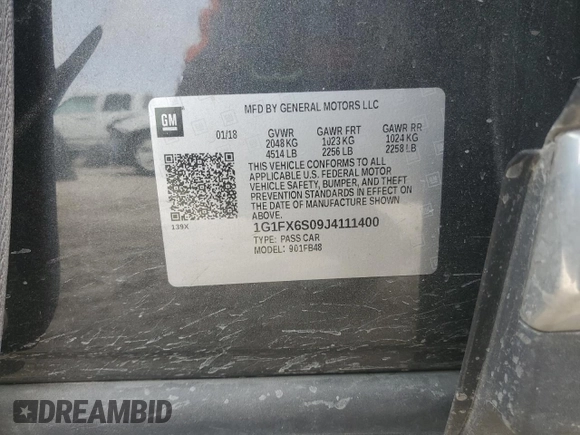 MFD BY GENERAL MOTORS LLC
GM
01/18 GVWR GAWR FRT GAWR RR
2048 KG 1023 KG 1024 KG
4514 LB 2256 LB 2258 LB
THIS VEHICLE CONFORMS TO ALL
APPLICABLE U.S. FEDERAL MOTOR
VEHICLE SAFETY, BUMPER, AND THEFT
PREVENTION STANDARDS IN EFFECT ON
THE DATE OF MANUFACTURE SHOWN
ABOVE.
139X
1G1FX6S09J4111400
TYPE: PASS CAR
MODEL: 901FB48
DREAMBID